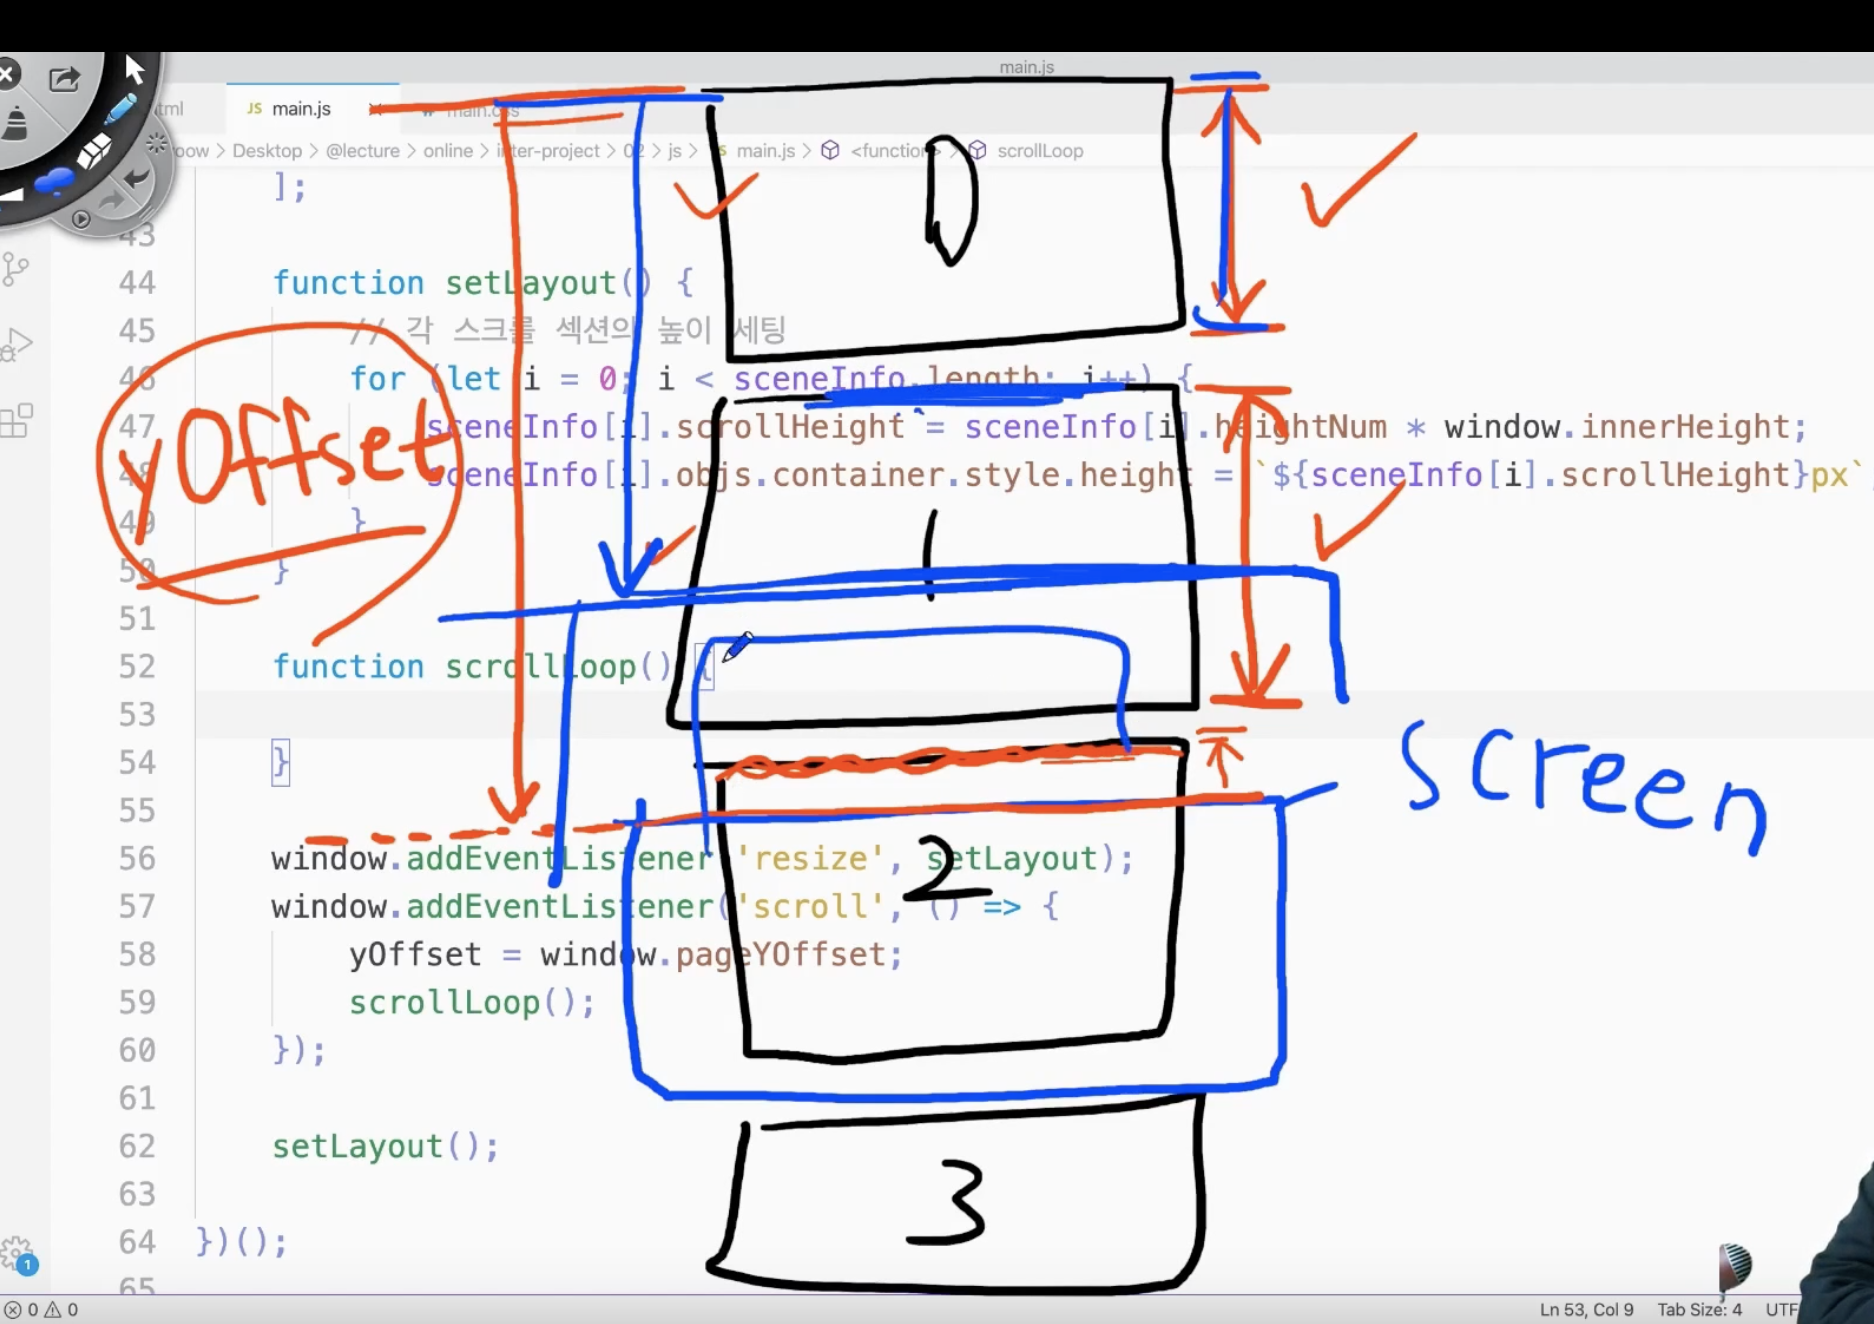 main.js
tml JS main.js main.css
oow > Desktop > @lecture > online > inter-project > 02 > js > main.js > <function> > scrollLoop
];
43
44 function setLayout() {
45 // 각 스크롤 섹션의 높이 세팅
46 for (let i = 0; i < sceneInfo.length; i++) {
47 sceneInfo[i].scrollHeight = sceneInfo[i].heightNum * window.innerHeight;
48 sceneInfo[i].objs.container.style.height = `${sceneInfo[i].scrollHeight}px`
49 }
50 }
51
52 function scrollLoop() {
53
54 }
55
56 window.addEventListener('resize', setLayout);
57 window.addEventListener('scroll', () => {
58 yOffset = window.pageYOffset;
59 scrollLoop();
60 });
61
62 setLayout();
63
64 })();
65
0
yOffset
1
screen
2
3
1
0 0 Ln 53, Col 9 Tab Size: 4 UTF